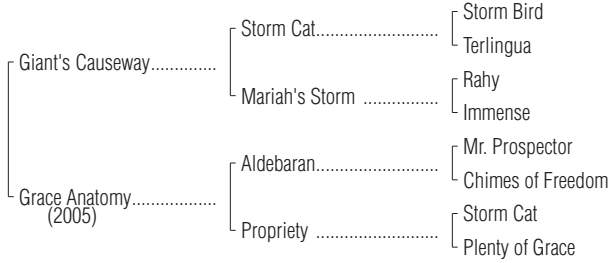 Storm Bird
Storm Cat..........................
Terlingua
Giant's Causeway..............
Rahy
Mariah's Storm ................
Immense
Mr. Prospector
Aldebaran..........................
Chimes of Freedom
Grace Anatomy..................
(2005)
Storm Cat
Propriety ..........................
Plenty of Grace